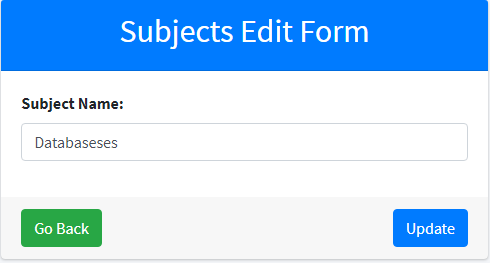 Subjects Edit Form
Subject Name:
Databaseses
Go Back
Update